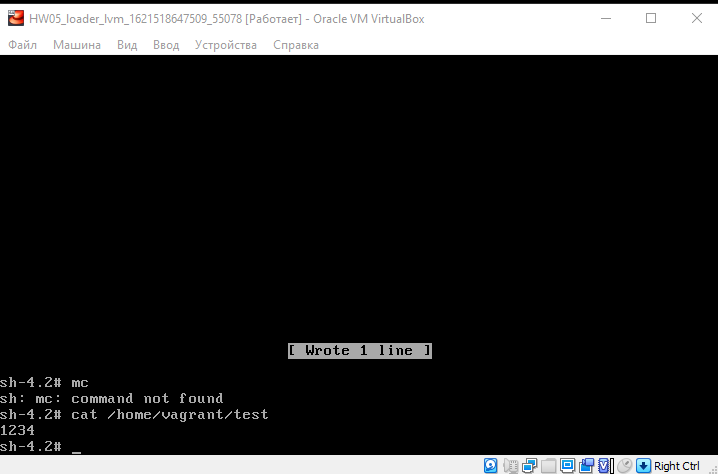 HW05_loader_lvm_1621518647509_55078 [Работает] - Oracle VM VirtualBox
Файл Машина Вид Ввод Устройства Справка
[ Wrote 1 line ]
sh-4.2# mc
sh: mc: command not found
sh-4.2# cat /home/vagrant/test
1234
sh-4.2# _
Right Ctrl